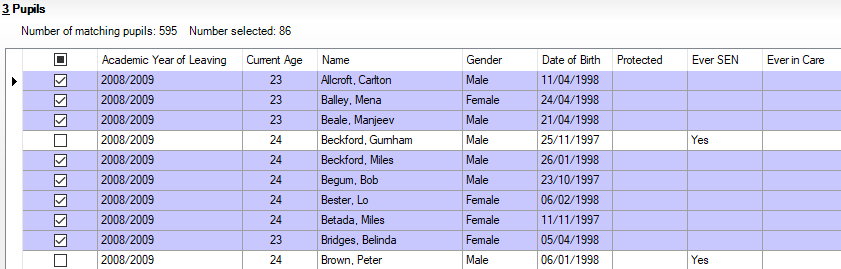 3 Pupils
Number of matching pupils: 595 Number selected: 86
Academic Year of Leaving Current Age Name Gender Date of Birth Protected Ever SEN Ever in Care
2008/2009 23 Allcroft, Carlton Male 11/04/1998
2008/2009 23 Balley, Mena Female 24/04/1998
2008/2009 23 Beale, Manjeev Male 21/04/1998
2008/2009 24 Beckford, Gurnham Male 25/11/1997 Yes
2008/2009 24 Beckford, Miles Male 26/01/1998
2008/2009 24 Begum, Bob Male 23/10/1997
2008/2009 24 Bester, Lo Female 06/02/1998
2008/2009 24 Betada, Miles Female 11/11/1997
2008/2009 23 Bridges, Belinda Female 05/04/1998
2008/2009 24 Brown, Peter Male 06/01/1998 Yes